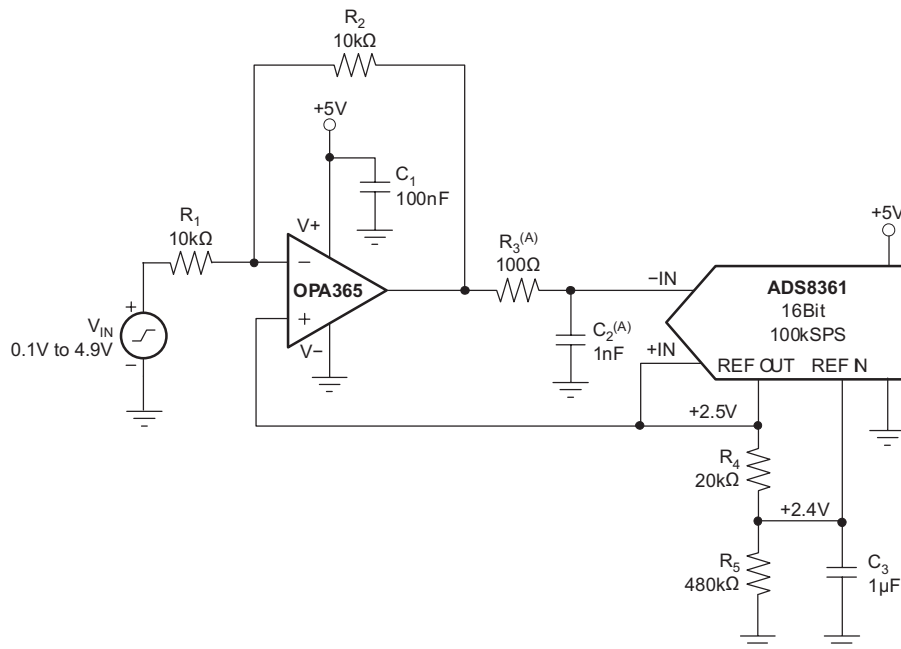 R2
10kΩ
+5V
C1
100nF
R1
10kΩ
V+
−
OPA365
+
V−
+
VIN
0.1V to 4.9V
−
R3(A)
100Ω
C2(A)
1nF
−IN
+IN
+5V
ADS8361
16Bit
100kSPS
REF OUT
REF IN
+2.5V
R4
20kΩ
+2.4V
R5
480kΩ
C3
1µF